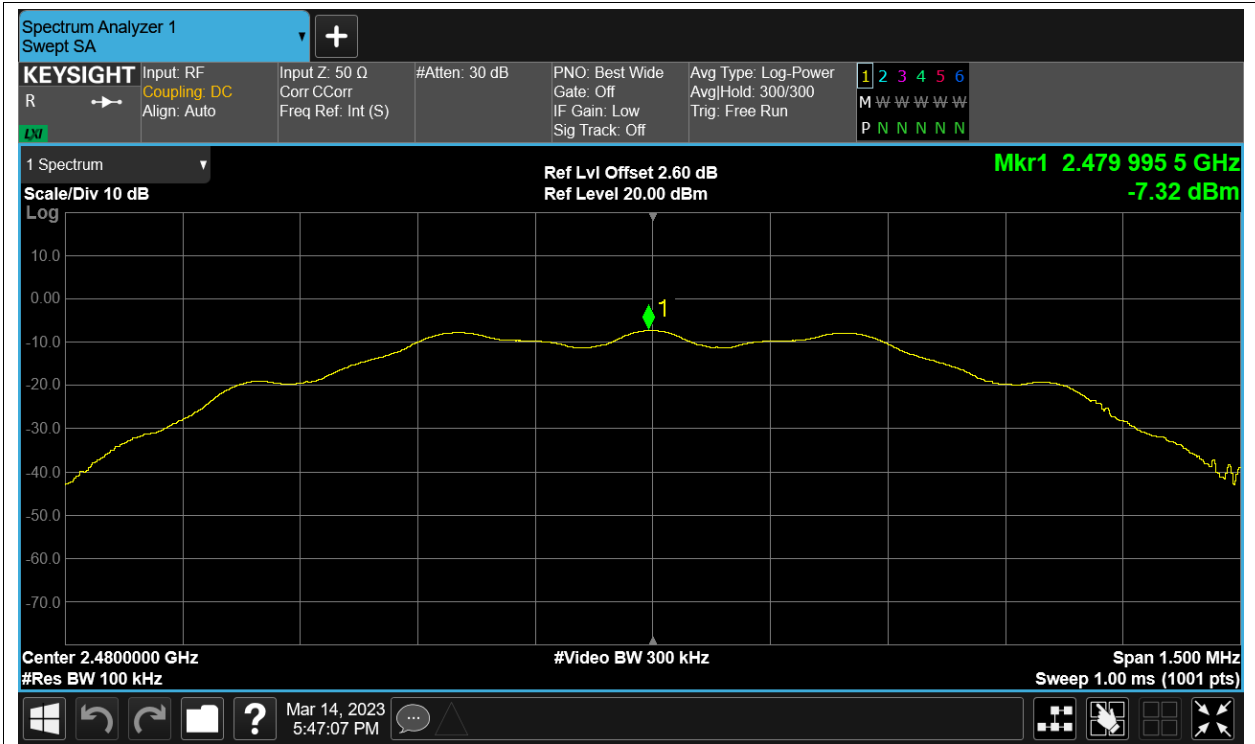 Spectrum Analyzer 1
Swept SA
+
KEYSIGHT
R
LXI
Input: RF
Coupling: DC
Align: Auto
Input Z: 50 Ω
Corr CCorr
Freq Ref: Int (S)
#Atten: 30 dB
PNO: Best Wide
Gate: Off
IF Gain: Low
Sig Track: Off
Avg Type: Log-Power
Avg|Hold: 300/300
Trig: Free Run
1 2 3 4 5 6
M W W W W W
P N N N N N
1 Spectrum
Scale/Div 10 dB
Log
Ref Lvl Offset 2.60 dB
Ref Level 20.00 dBm
Mkr1 2.479 995 5 GHz
-7.32 dBm
10.0
0.00
-10.0
-20.0
-30.0
-40.0
-50.0
-60.0
-70.0
1
Center 2.4800000 GHz
#Res BW 100 kHz
#Video BW 300 kHz
Span 1.500 MHz
Sweep 1.00 ms (1001 pts)
?
Mar 14, 2023
5:47:07 PM